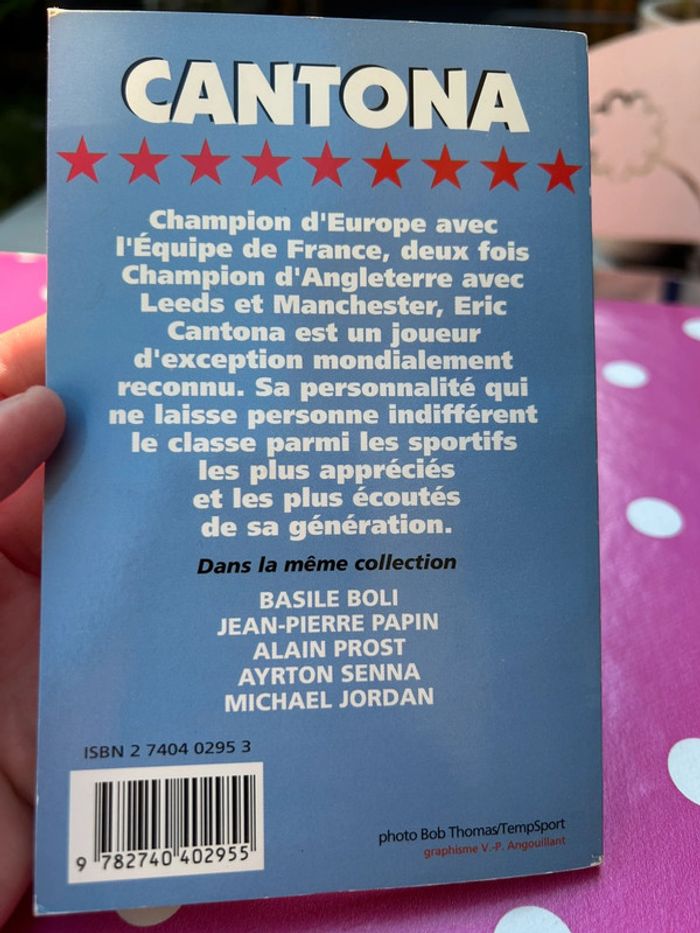 CANTONA
Champion d'Europe avec
l'Équipe de France, deux fois
Champion d'Angleterre avec
Leeds et Manchester, Eric
Cantona est un joueur
d'exception mondialement
reconnu. Sa personnalité qui
ne laisse personne indifférent
le classe parmi les sportifs
les plus appréciés
et les plus écoutés
de sa génération.
Dans la même collection
BASILE BOLI
JEAN-PIERRE PAPIN
ALAIN PROST
AYRTON SENNA
MICHAEL JORDAN
ISBN 2 7404 0295 3
9 782740 402955
photo Bob Thomas/TempSport
graphisme V.-P. Angouillant